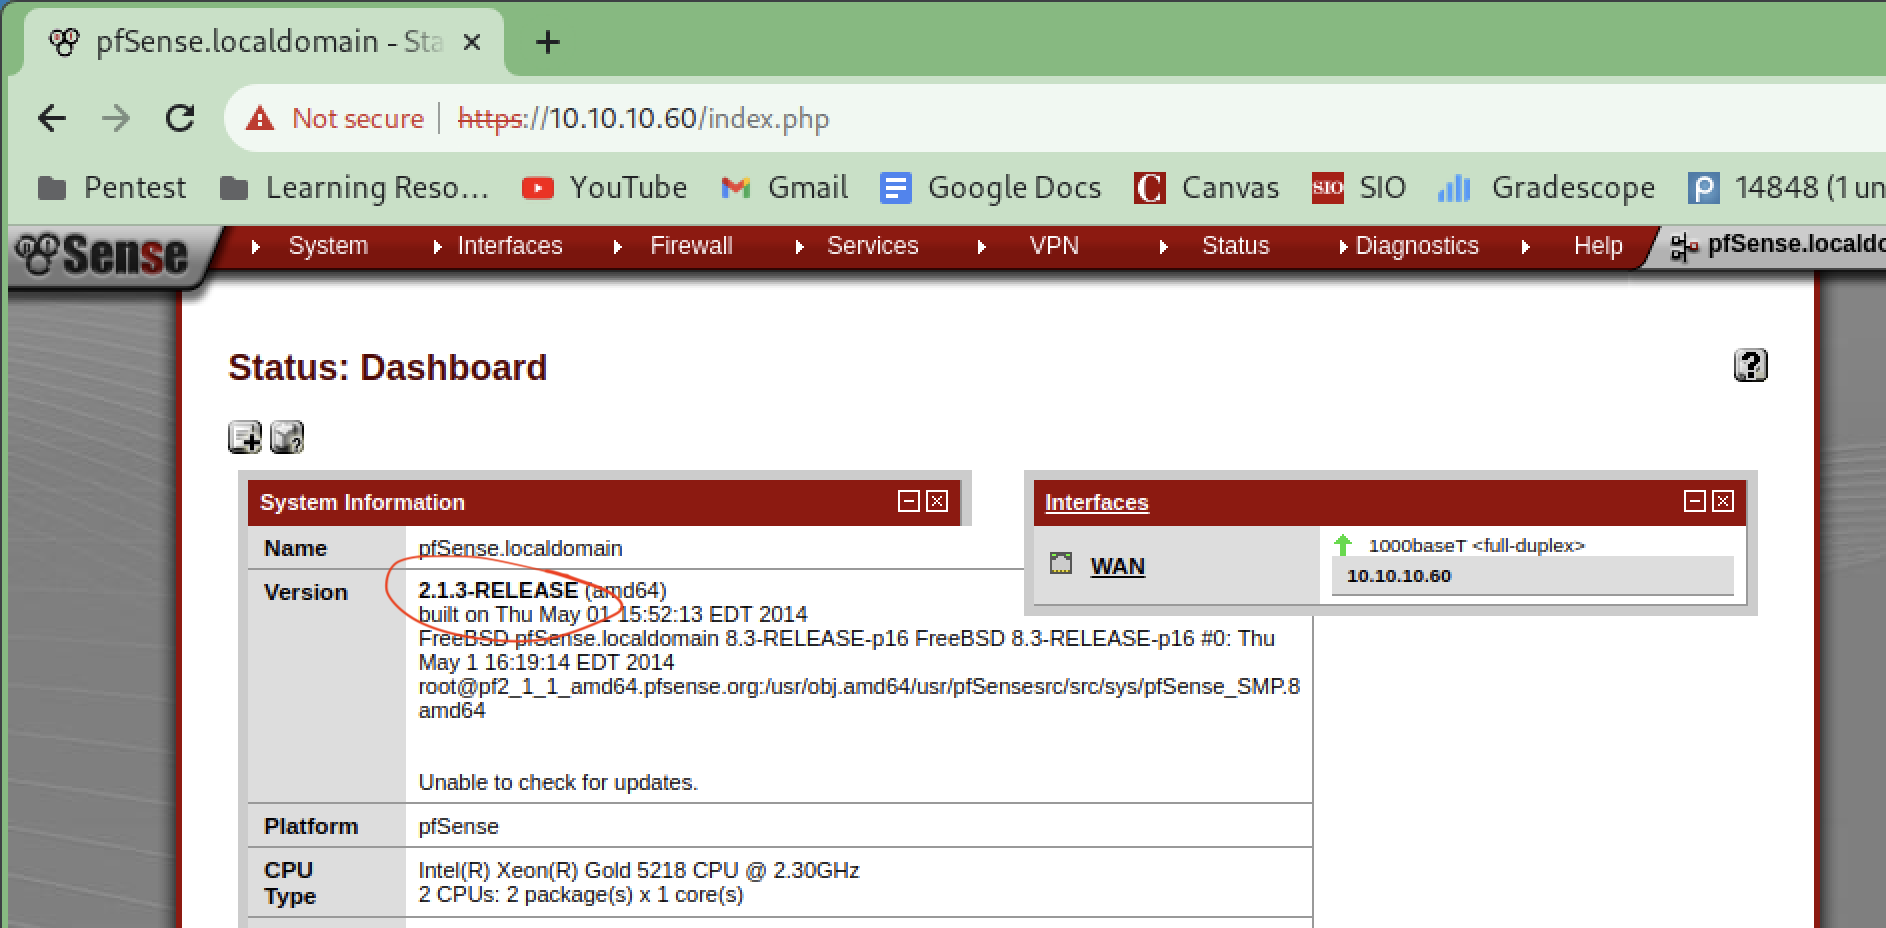 pfSense.localdomain - Sta
Not secure | https://10.10.10.60/index.php
Pentest Learning Reso... YouTube Gmail Google Docs Canvas SIO SIO Gradescope 14848 (1 un
Sense System Interfaces Firewall Services VPN Status Diagnostics Help pfSense.localdo
Status: Dashboard
System Information
Name pfSense.localdomain
Version 2.1.3-RELEASE (amd64)
built on Thu May 01 15:52:13 EDT 2014
FreeBSD pfSense.localdomain 8.3-RELEASE-p16 FreeBSD 8.3-RELEASE-p16 #0: Thu
May 1 16:19:14 EDT 2014
root@pf2_1_1_amd64.pfsense.org:/usr/obj.amd64/usr/pfSensesrc/src/sys/pfSense_SMP.8
amd64
Unable to check for updates.
Platform pfSense
CPU Type
Intel(R) Xeon(R) Gold 5218 CPU @ 2.30GHz
2 CPUs: 2 package(s) x 1 core(s)
Interfaces
WAN
1000baseT <full-duplex>
10.10.10.60